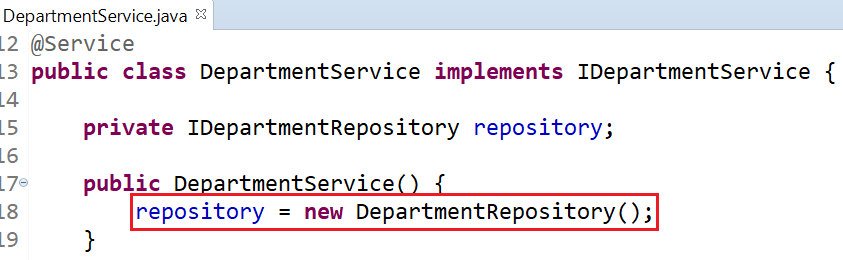 DepartmentService.java
12 @Service
13 public class DepartmentService implements IDepartmentService {
14
15     private IDepartmentRepository repository;
16
17     public DepartmentService() {
18         repository = new DepartmentRepository();
19     }